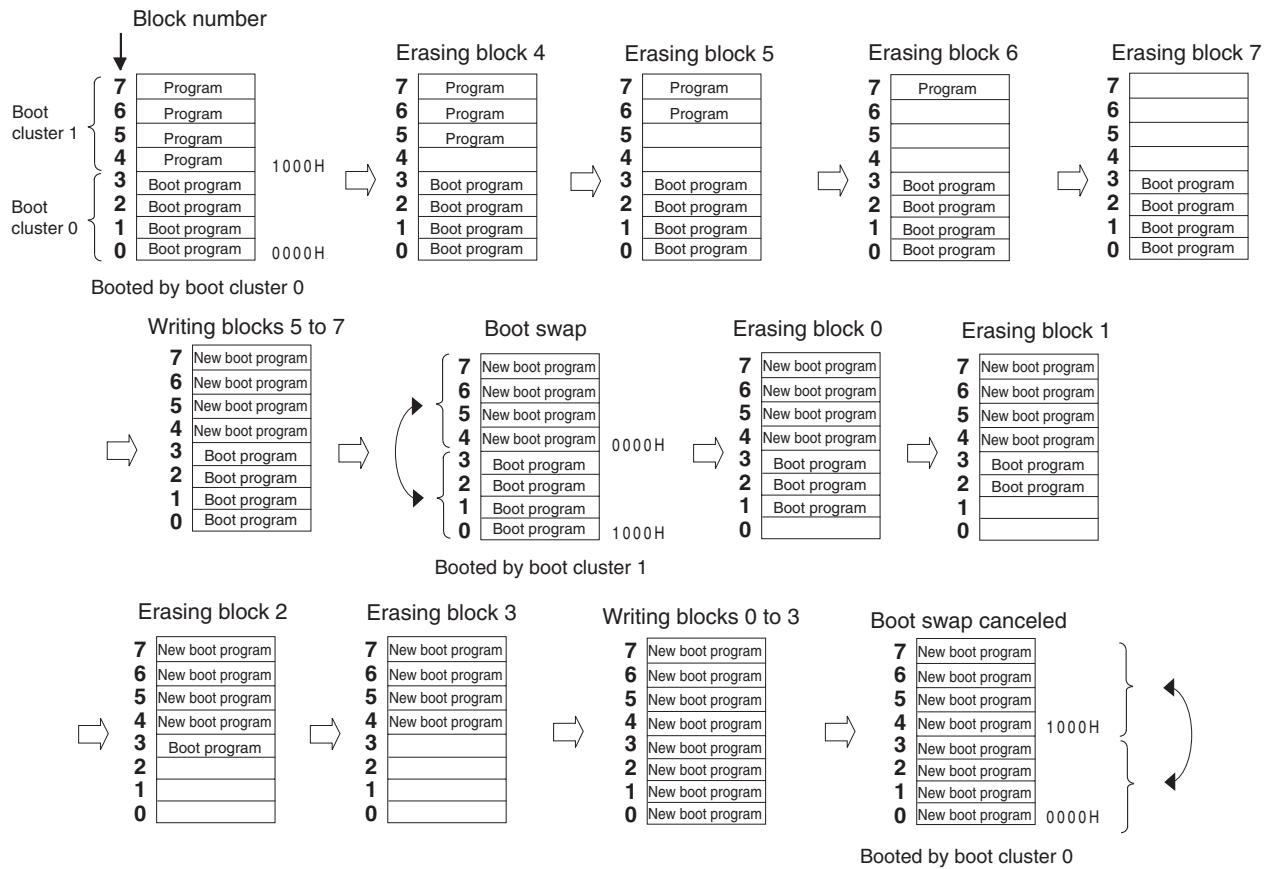 Block number
Erasing block 4
Erasing block 5
Erasing block 6
Erasing block 7
Boot
cluster 1
Boot
cluster 0
7 Program
6 Program
5 Program
4 Program
1000H
3 Boot program
2 Boot program
1 Boot program
0 Boot program
0000H
Booted by boot cluster 0
7 Program
6 Program
5 Program
4
3 Boot program
2 Boot program
1 Boot program
0 Boot program
7 Program
6 Program
5
4
3 Boot program
2 Boot program
1 Boot program
0 Boot program
7 Program
6
5
4
3 Boot program
2 Boot program
1 Boot program
0 Boot program
7
6
5
4
3 Boot program
2 Boot program
1 Boot program
0 Boot program
Writing blocks 5 to 7
7 New boot program
6 New boot program
5 New boot program
4 New boot program
3 Boot program
2 Boot program
1 Boot program
0 Boot program
Boot swap
7 New boot program
6 New boot program
5 New boot program
4 New boot program
0000H
3 Boot program
2 Boot program
1 Boot program
0 Boot program
1000H
Booted by boot cluster 1
Erasing block 0
7 New boot program
6 New boot program
5 New boot program
4 New boot program
3 Boot program
2 Boot program
1 Boot program
0
Erasing block 1
7 New boot program
6 New boot program
5 New boot program
4 New boot program
3 Boot program
2 Boot program
1
0
Erasing block 2
7 New boot program
6 New boot program
5 New boot program
4 New boot program
3 Boot program
2
1
0
Erasing block 3
7 New boot program
6 New boot program
5 New boot program
4 New boot program
3
2
1
0
Writing blocks 0 to 3
7 New boot program
6 New boot program
5 New boot program
4 New boot program
3 New boot program
2 New boot program
1 New boot program
0 New boot program
Boot swap canceled
7 New boot program
6 New boot program
5 New boot program
4 New boot program
1000H
3 New boot program
2 New boot program
1 New boot program
0 New boot program
0000H
Booted by boot cluster 0